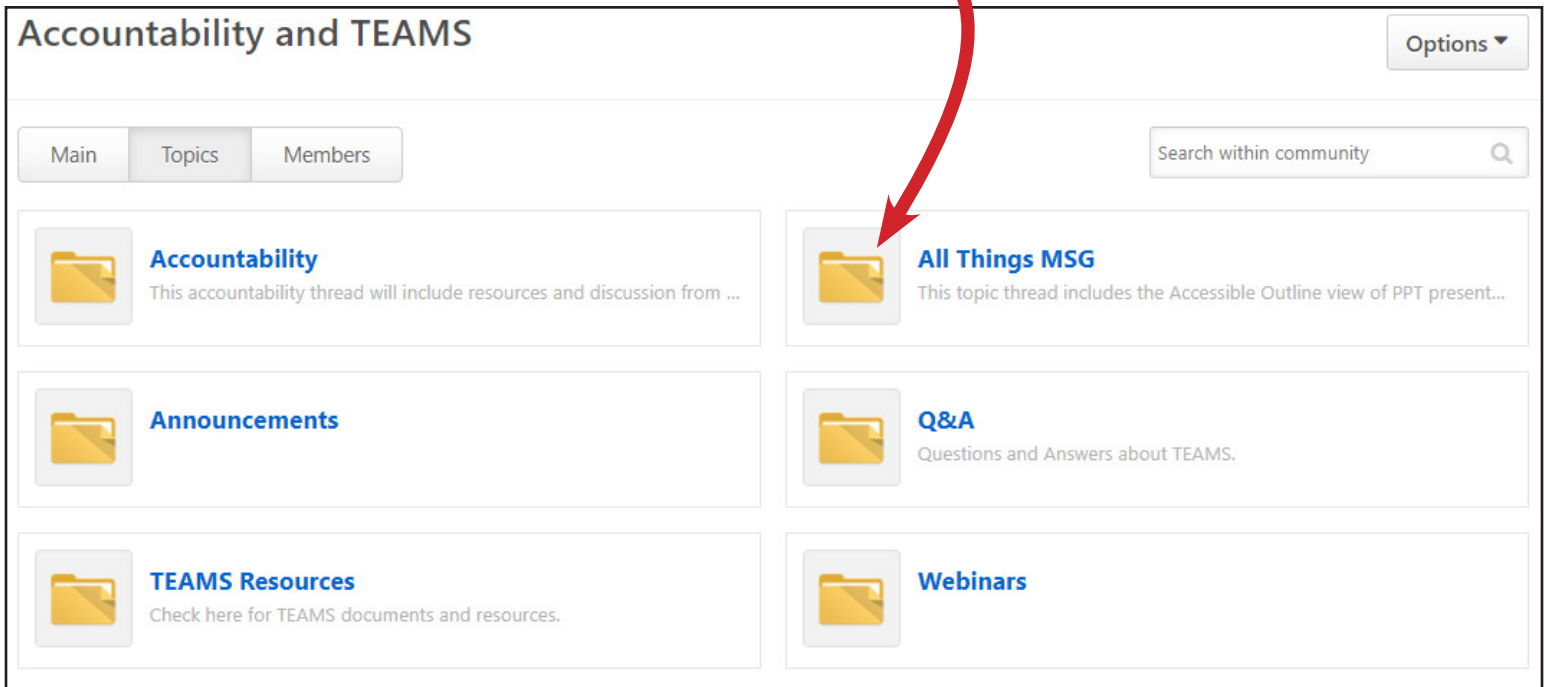 Accountability and TEAMS
Options
Main Topics Members
Search within community
Accountability
This accountability thread will include resources and discussion from ...
All Things MSG
This topic thread includes the Accessible Outline view of PPT present...
Announcements
Q&A
Questions and Answers about TEAMS.
TEAMS Resources
Check here for TEAMS documents and resources.
Webinars